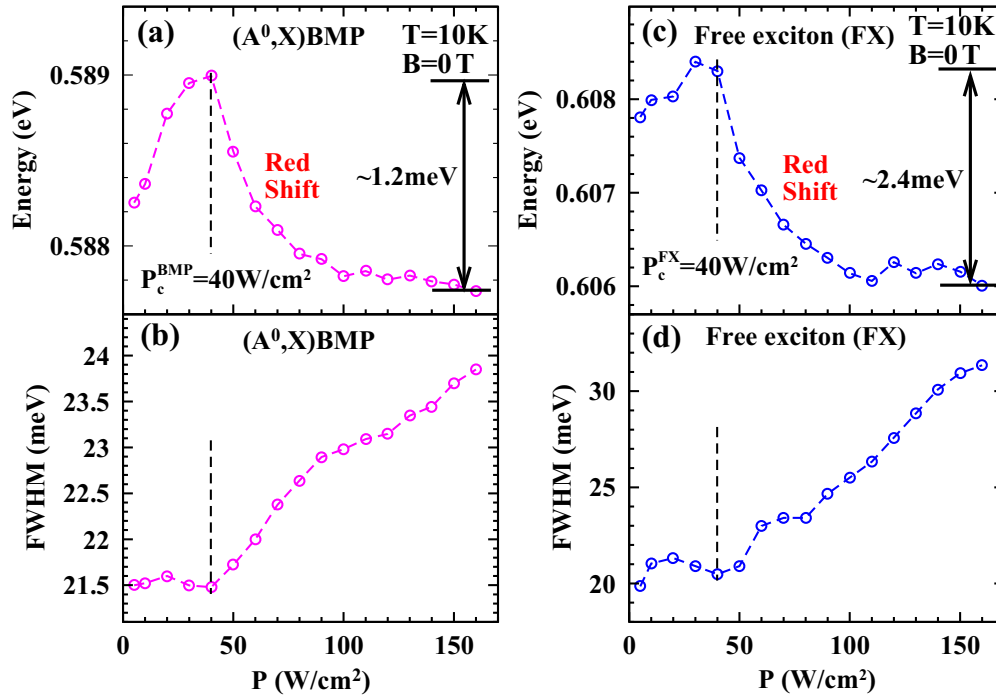 (a)
(A⁰,X)BMP
T=10K
B=0 T
0.589
0.588
Energy (eV)
Red
Shift
~1.2meV
P_c^BMP=40W/cm²
(c)
Free exciton (FX)
T=10K
B=0 T
0.608
0.607
0.606
Energy (eV)
Red
Shift
~2.4meV
P_c^FX=40W/cm²
(b)
(A⁰,X)BMP
24
23.5
23
22.5
22
21.5
FWHM (meV)
0 50 100 150
P (W/cm²)
(d)
Free exciton (FX)
30
25
20
FWHM (meV)
0 50 100 150
P (W/cm²)